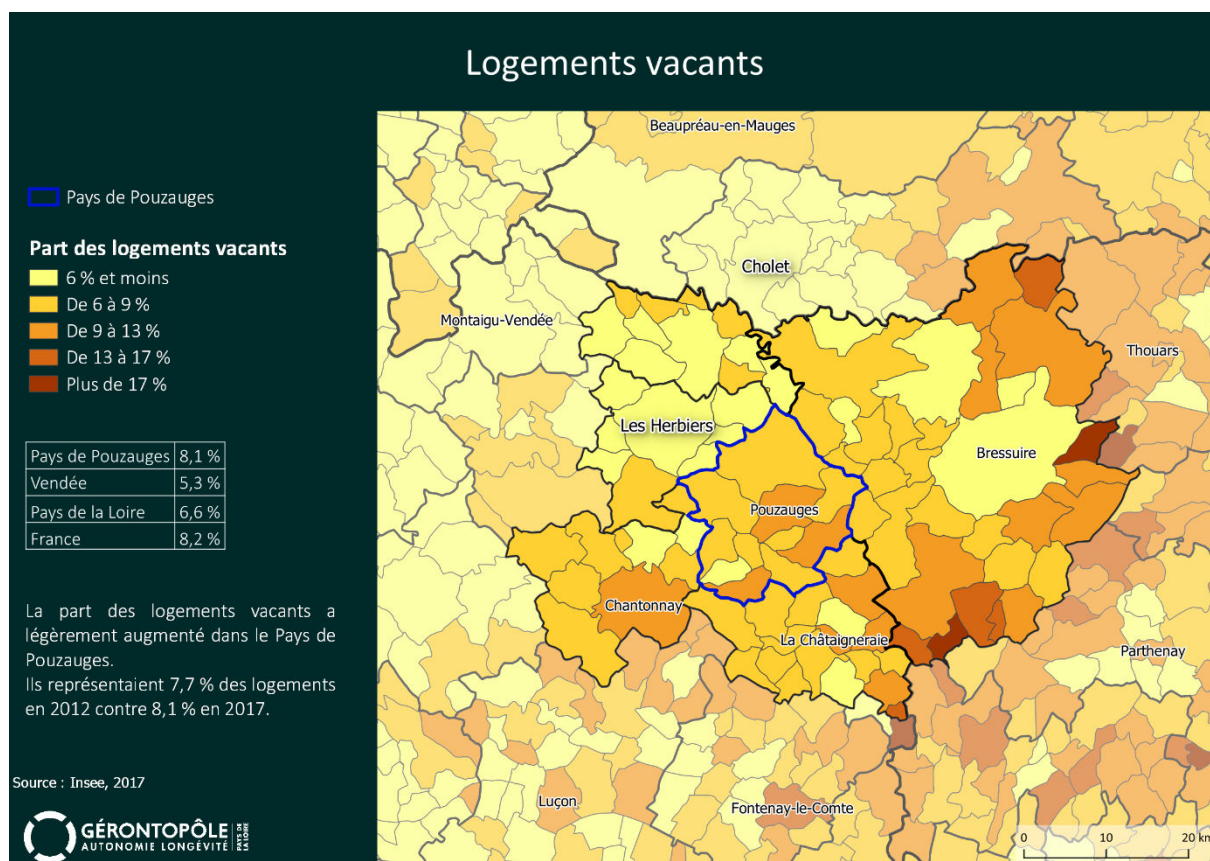 Logements vacants
Pays de Pouzauges
Part des logements vacants
6 % et moins
De 6 à 9 %
De 9 à 13 %
De 13 à 17 %
Plus de 17 %
Pays de Pouzauges 8,1 %
Vendée 5,3 %
Pays de la Loire 6,6 %
France 8,2 %
La part des logements vacants a
légèrement augmenté dans le Pays de
Pouzauges.
Ils représentaient 7,7 % des logements
en 2012 contre 8,1 % en 2017.
Source : Insee, 2017
GÉRONTOPÔLE
AUTONOMIE LONGÉVITÉ
PAYS DE
LA LOIRE
Beaupréau-en-Mauges
Cholet
Montaigu-Vendée
Thouars
Les Herbiers
Bressuire
Pouzauges
Chantonnay
La Châtaigneraie
Parthenay
Luçon
Fontenay-le-Comte
0 10 20 km